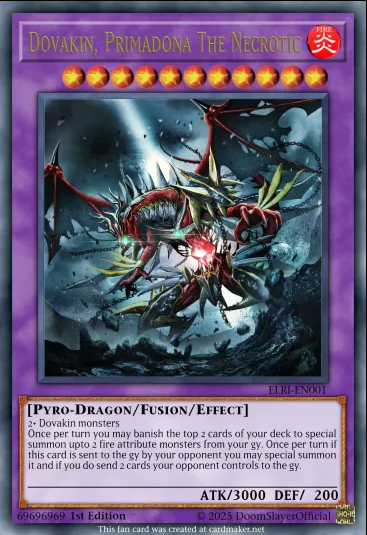 DOVAKIN, PRIMADONA THE NECROTIC
FIRE
炎
ELRI-EN001
[PYRO-DRAGON/FUSION/EFFECT]
2+ Dovakin monsters
Once per turn you may banish the top 2 cards of your deck to special
summon upto 2 fire attribute monsters from your gy. Once per turn if
this card is sent to the gy by your opponent you may special summon
it and if you do send 2 cards your opponent controls to the gy.
ATK/3000 DEF/ 200
69696969 1st Edition
© 2025 DoomSlayerOfficial
This fan card was created at cardmaker.net